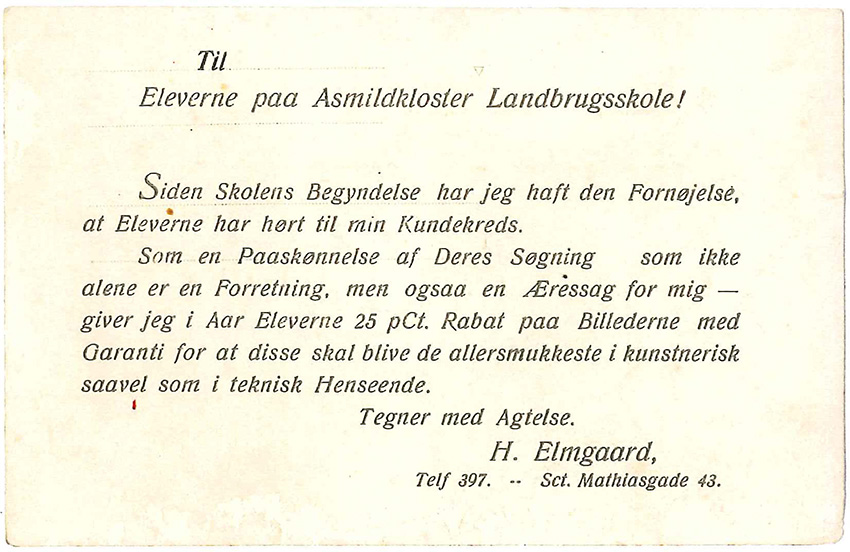 Til
Eleverne paa Asmildkloster Landbrugsskole!
Siden Skolens Begyndelse har jeg haft den Fornøjelse,
at Eleverne har hørt til min Kundekreds.
Som en Paaskønnelse af Deres Søgning som ikke
alene er en Forretning, men ogsaa en Æressag for mig —
giver jeg i Aar Eleverne 25 pCt. Rabat paa Billederne med
Garanti for at disse skal blive de allersmukkeste i kunstnerisk
saavel som i teknisk Henseende.
Tegner med Agtelse.
H. Elmgaard,
Telf 397. -- Sct. Mathiasgade 43.